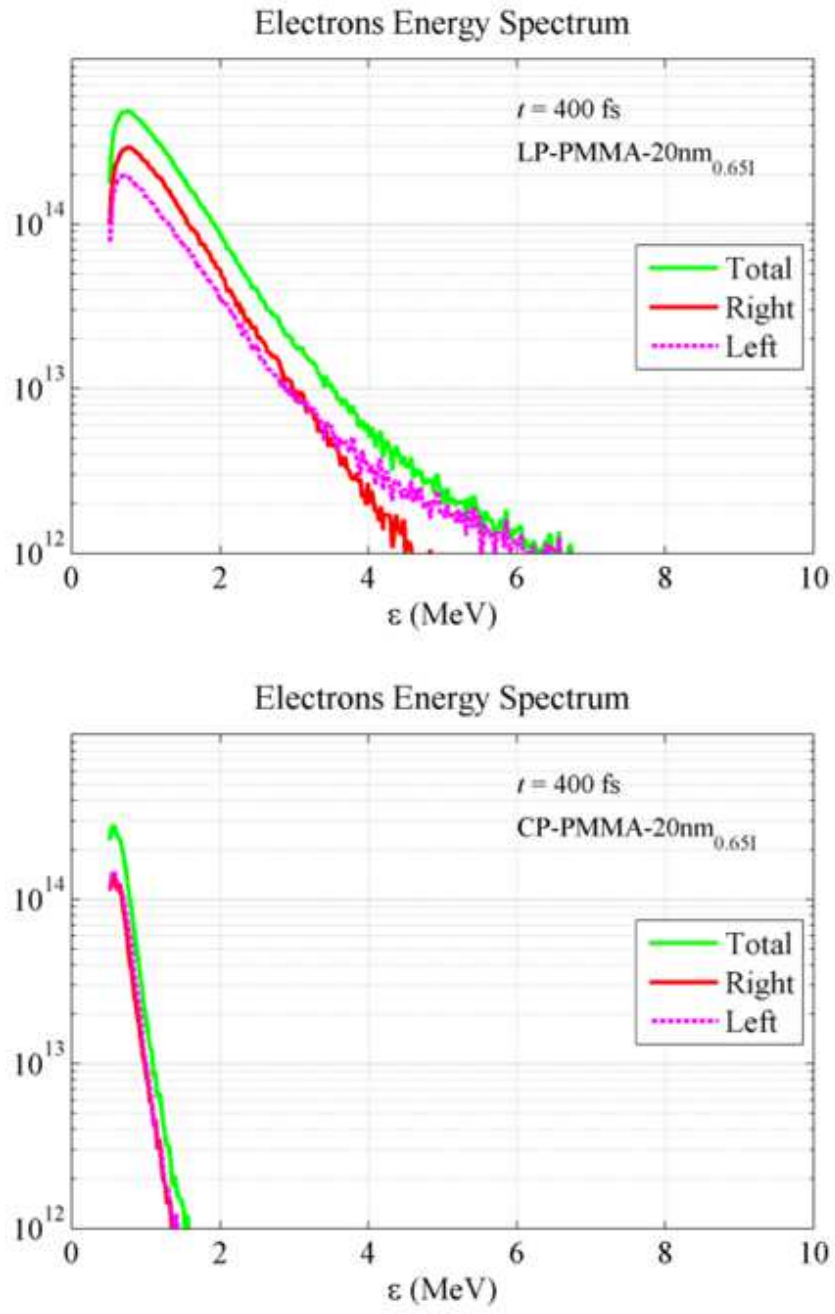 Electrons Energy Spectrum
t = 400 fs
LP-PMMA-20nm0.65I
10^14
Total
Right
Left
10^13
10^12
0 2 4 6 8 10
ε (MeV)
Electrons Energy Spectrum
t = 400 fs
CP-PMMA-20nm0.65I
10^14
Total
Right
Left
10^13
10^12
0 2 4 6 8 10
ε (MeV)